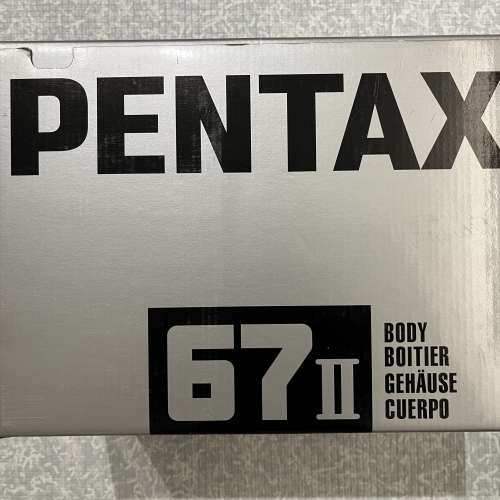 PENTAX
67II
BODY
BOITIER
GEHÄUSE
CUERPO